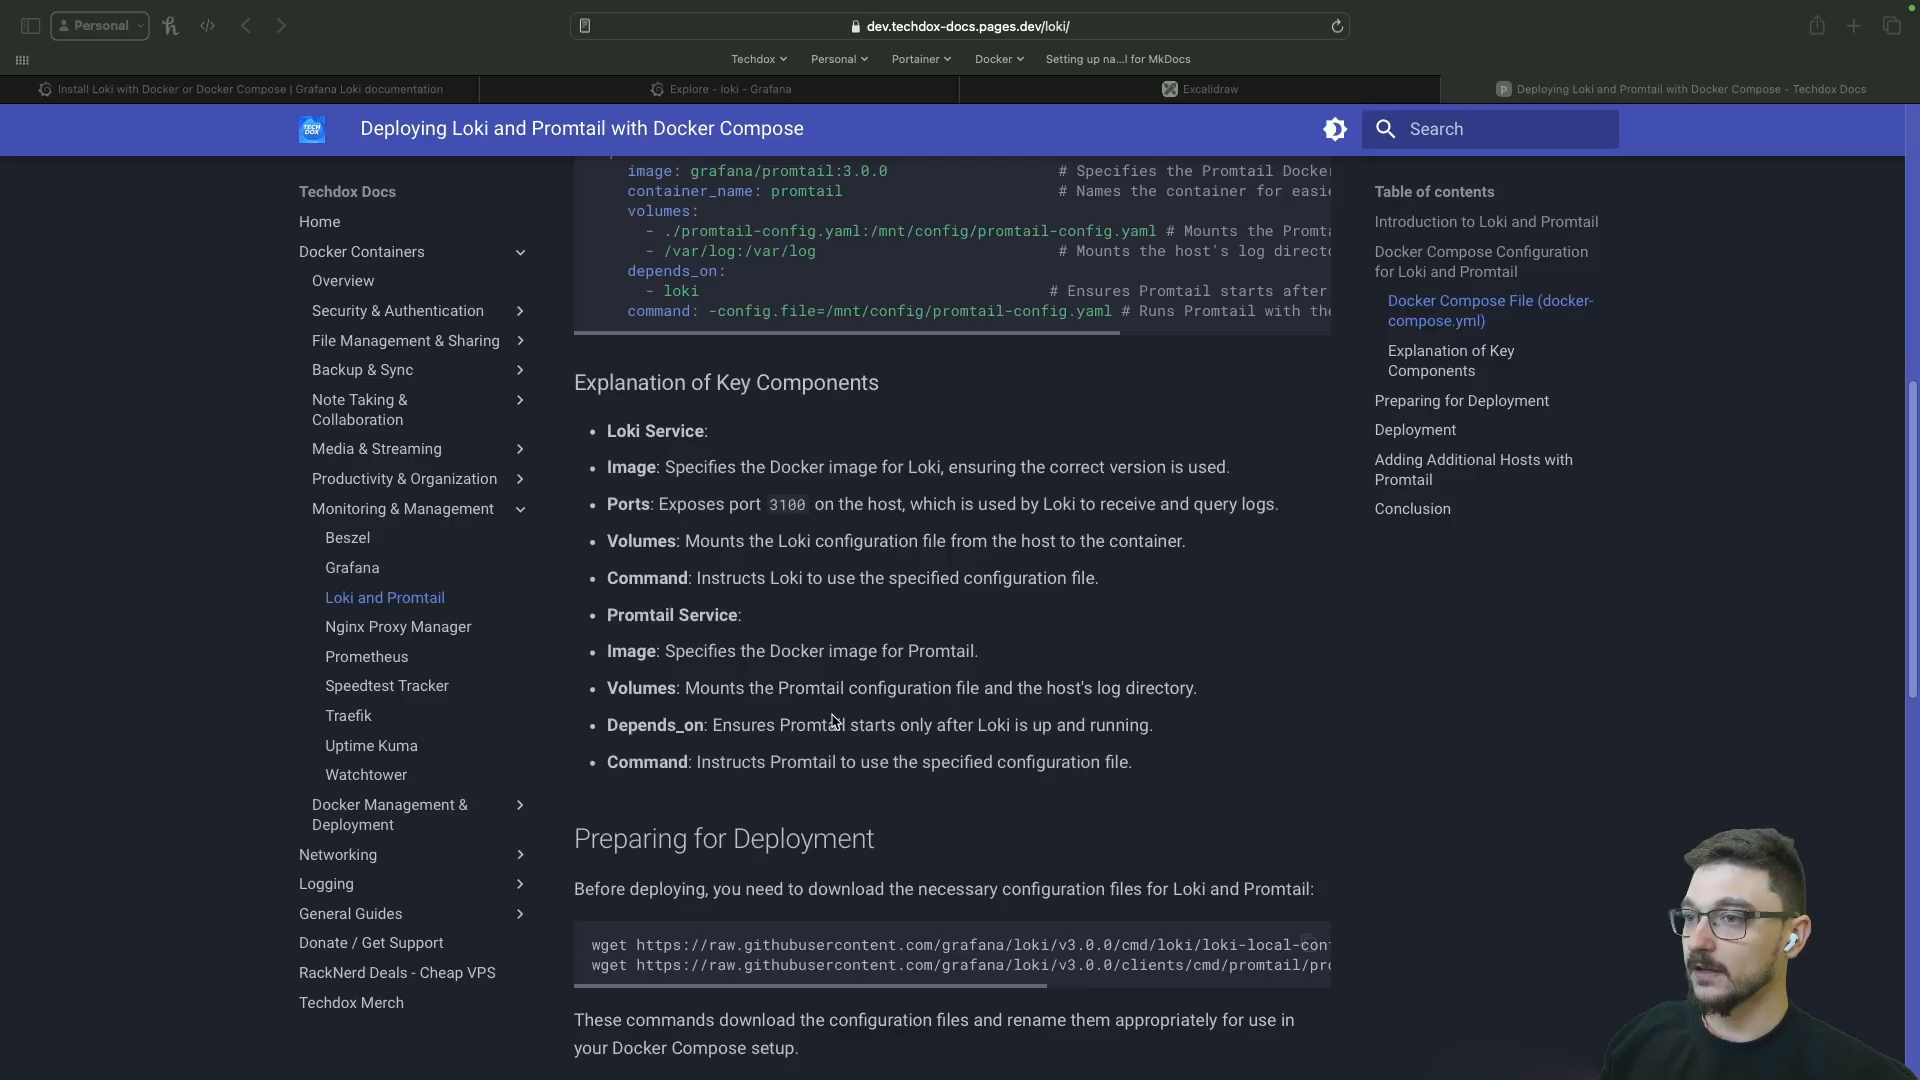 Personal
dev.techdox-docs.pages.dev/loki/
Techdox
Personal
Portainer
Docker
Setting up na...l for MkDocs
Install Loki with Docker or Docker Compose | Grafana Loki documentation
Explore - loki - Grafana
Excalidraw
P
Deploying Loki and Promtail with Docker Compose - Techdox Docs
TECH DOX
Deploying Loki and Promtail with Docker Compose
Search
Techdox Docs
Home
Docker Containers
Overview
Security & Authentication
File Management & Sharing
Backup & Sync
Note Taking &
Collaboration
Media & Streaming
Productivity & Organization
Monitoring & Management
Beszel
Grafana
Loki and Promtail
Nginx Proxy Manager
Prometheus
Speedtest Tracker
Traefik
Uptime Kuma
Watchtower
Docker Management &
Deployment
Networking
Logging
General Guides
Donate / Get Support
RackNerd Deals - Cheap VPS
Techdox Merch
image: grafana/promtail:3.0.0 # Specifies the Promtail Docker
container_name: promtail # Names the container for easie
volumes:
- ./promtail-config.yaml:/mnt/config/promtail-config.yaml # Mounts the Promta
- /var/log:/var/log # Mounts the host's log directo
depends_on:
- loki # Ensures Promtail starts after
command: -config.file=/mnt/config/promtail-config.yaml # Runs Promtail with the
Explanation of Key Components
• Loki Service:
• Image: Specifies the Docker image for Loki, ensuring the correct version is used.
• Ports: Exposes port 3100 on the host, which is used by Loki to receive and query logs.
• Volumes: Mounts the Loki configuration file from the host to the container.
• Command: Instructs Loki to use the specified configuration file.
• Promtail Service:
• Image: Specifies the Docker image for Promtail.
• Volumes: Mounts the Promtail configuration file and the host's log directory.
• Depends_on: Ensures Promtail starts only after Loki is up and running.
• Command: Instructs Promtail to use the specified configuration file.
Preparing for Deployment
Before deploying, you need to download the necessary configuration files for Loki and Promtail:
wget https://raw.githubusercontent.com/grafana/loki/v3.0.0/cmd/loki/loki-local-con
wget https://raw.githubusercontent.com/grafana/loki/v3.0.0/clients/cmd/promtail/pro
These commands download the configuration files and rename them appropriately for use in
your Docker Compose setup.
Table of contents
Introduction to Loki and Promtail
Docker Compose Configuration
for Loki and Promtail
Docker Compose File (docker-
compose.yml)
Explanation of Key
Components
Preparing for Deployment
Deployment
Adding Additional Hosts with
Promtail
Conclusion